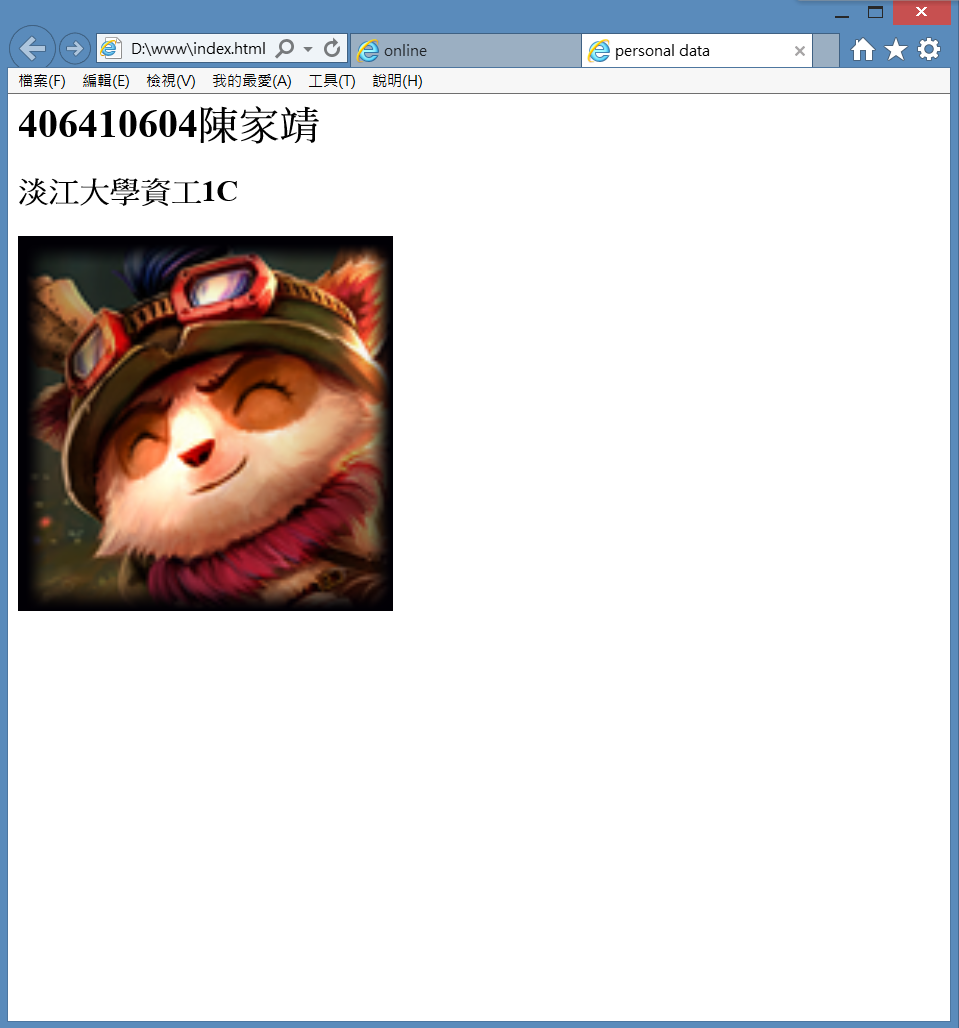 D:\www\index.html
online
personal data
檔案(F) 編輯(E) 檢視(V) 我的最愛(A) 工具(T) 說明(H)
406410604陳家靖
淡江大學資工1C